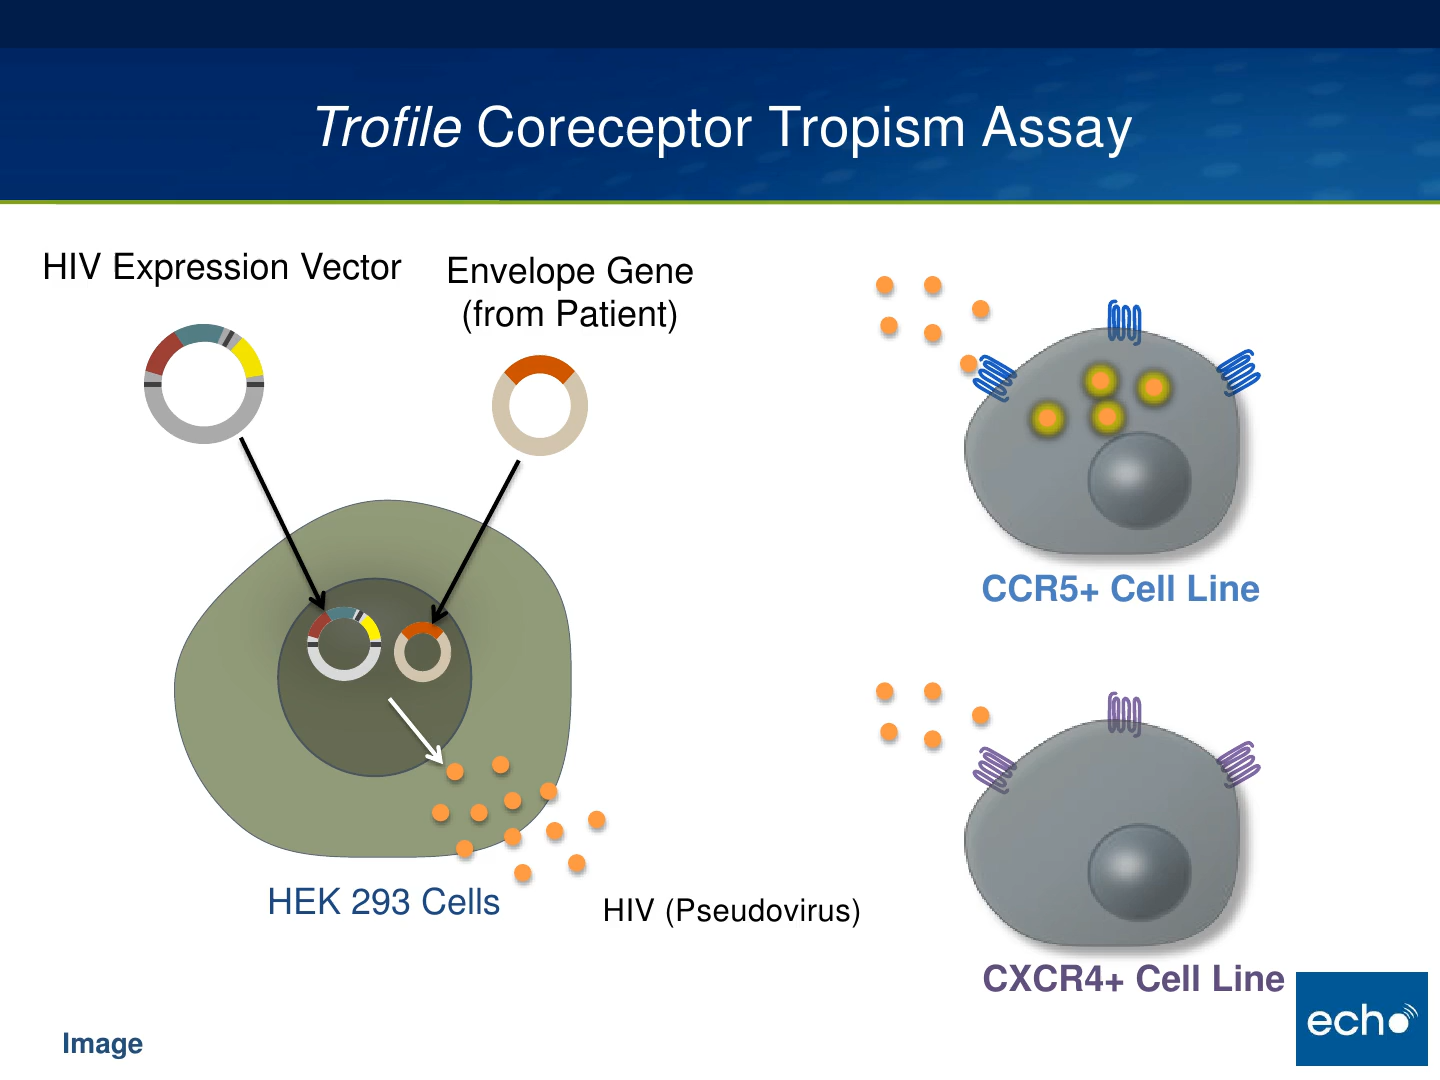 Trofile Coreceptor Tropism Assay
HIV Expression Vector
Envelope Gene
(from Patient)
CCR5+ Cell Line
HEK 293 Cells
HIV (Pseudovirus)
CXCR4+ Cell Line
Image
echo